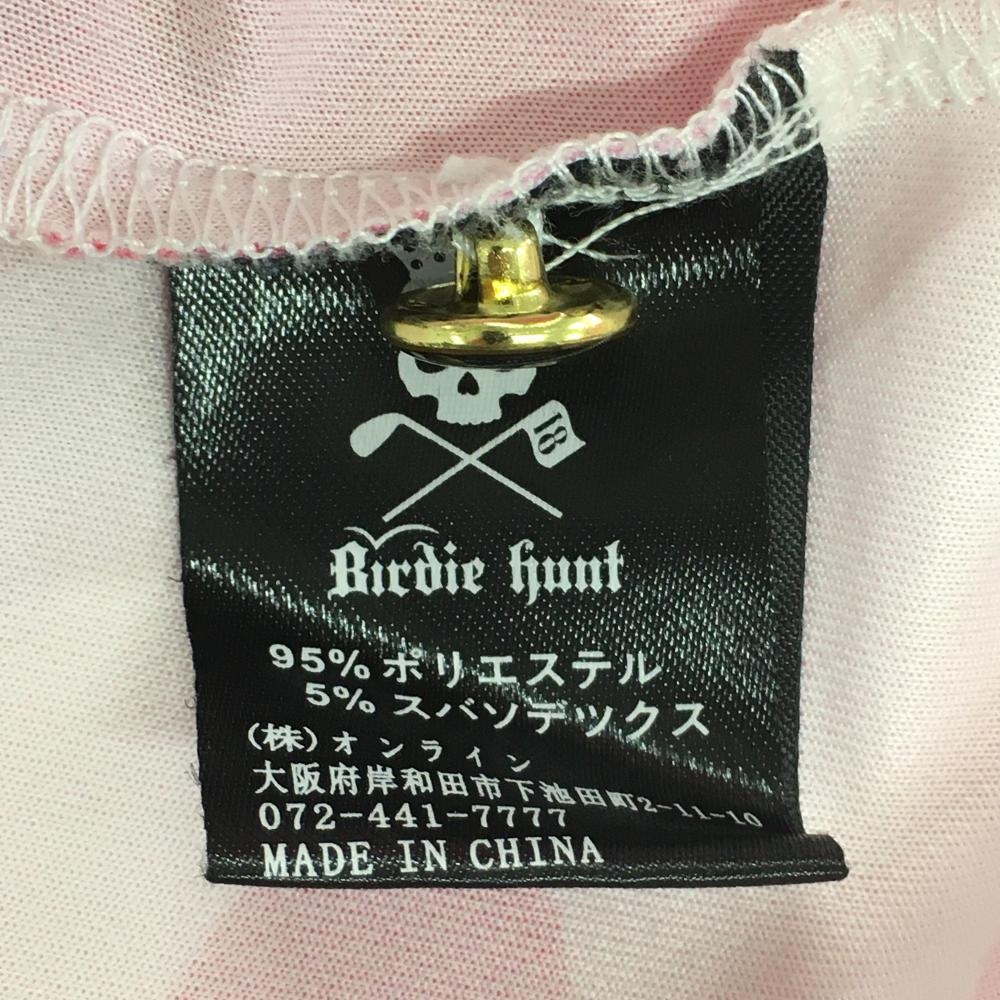 18
Birdie hunt
95% ポリエステル
5% スバソデックス
(株)オンライン
大阪府岸和田市下池田町2-11-10
072-441-7777
MADE IN CHINA